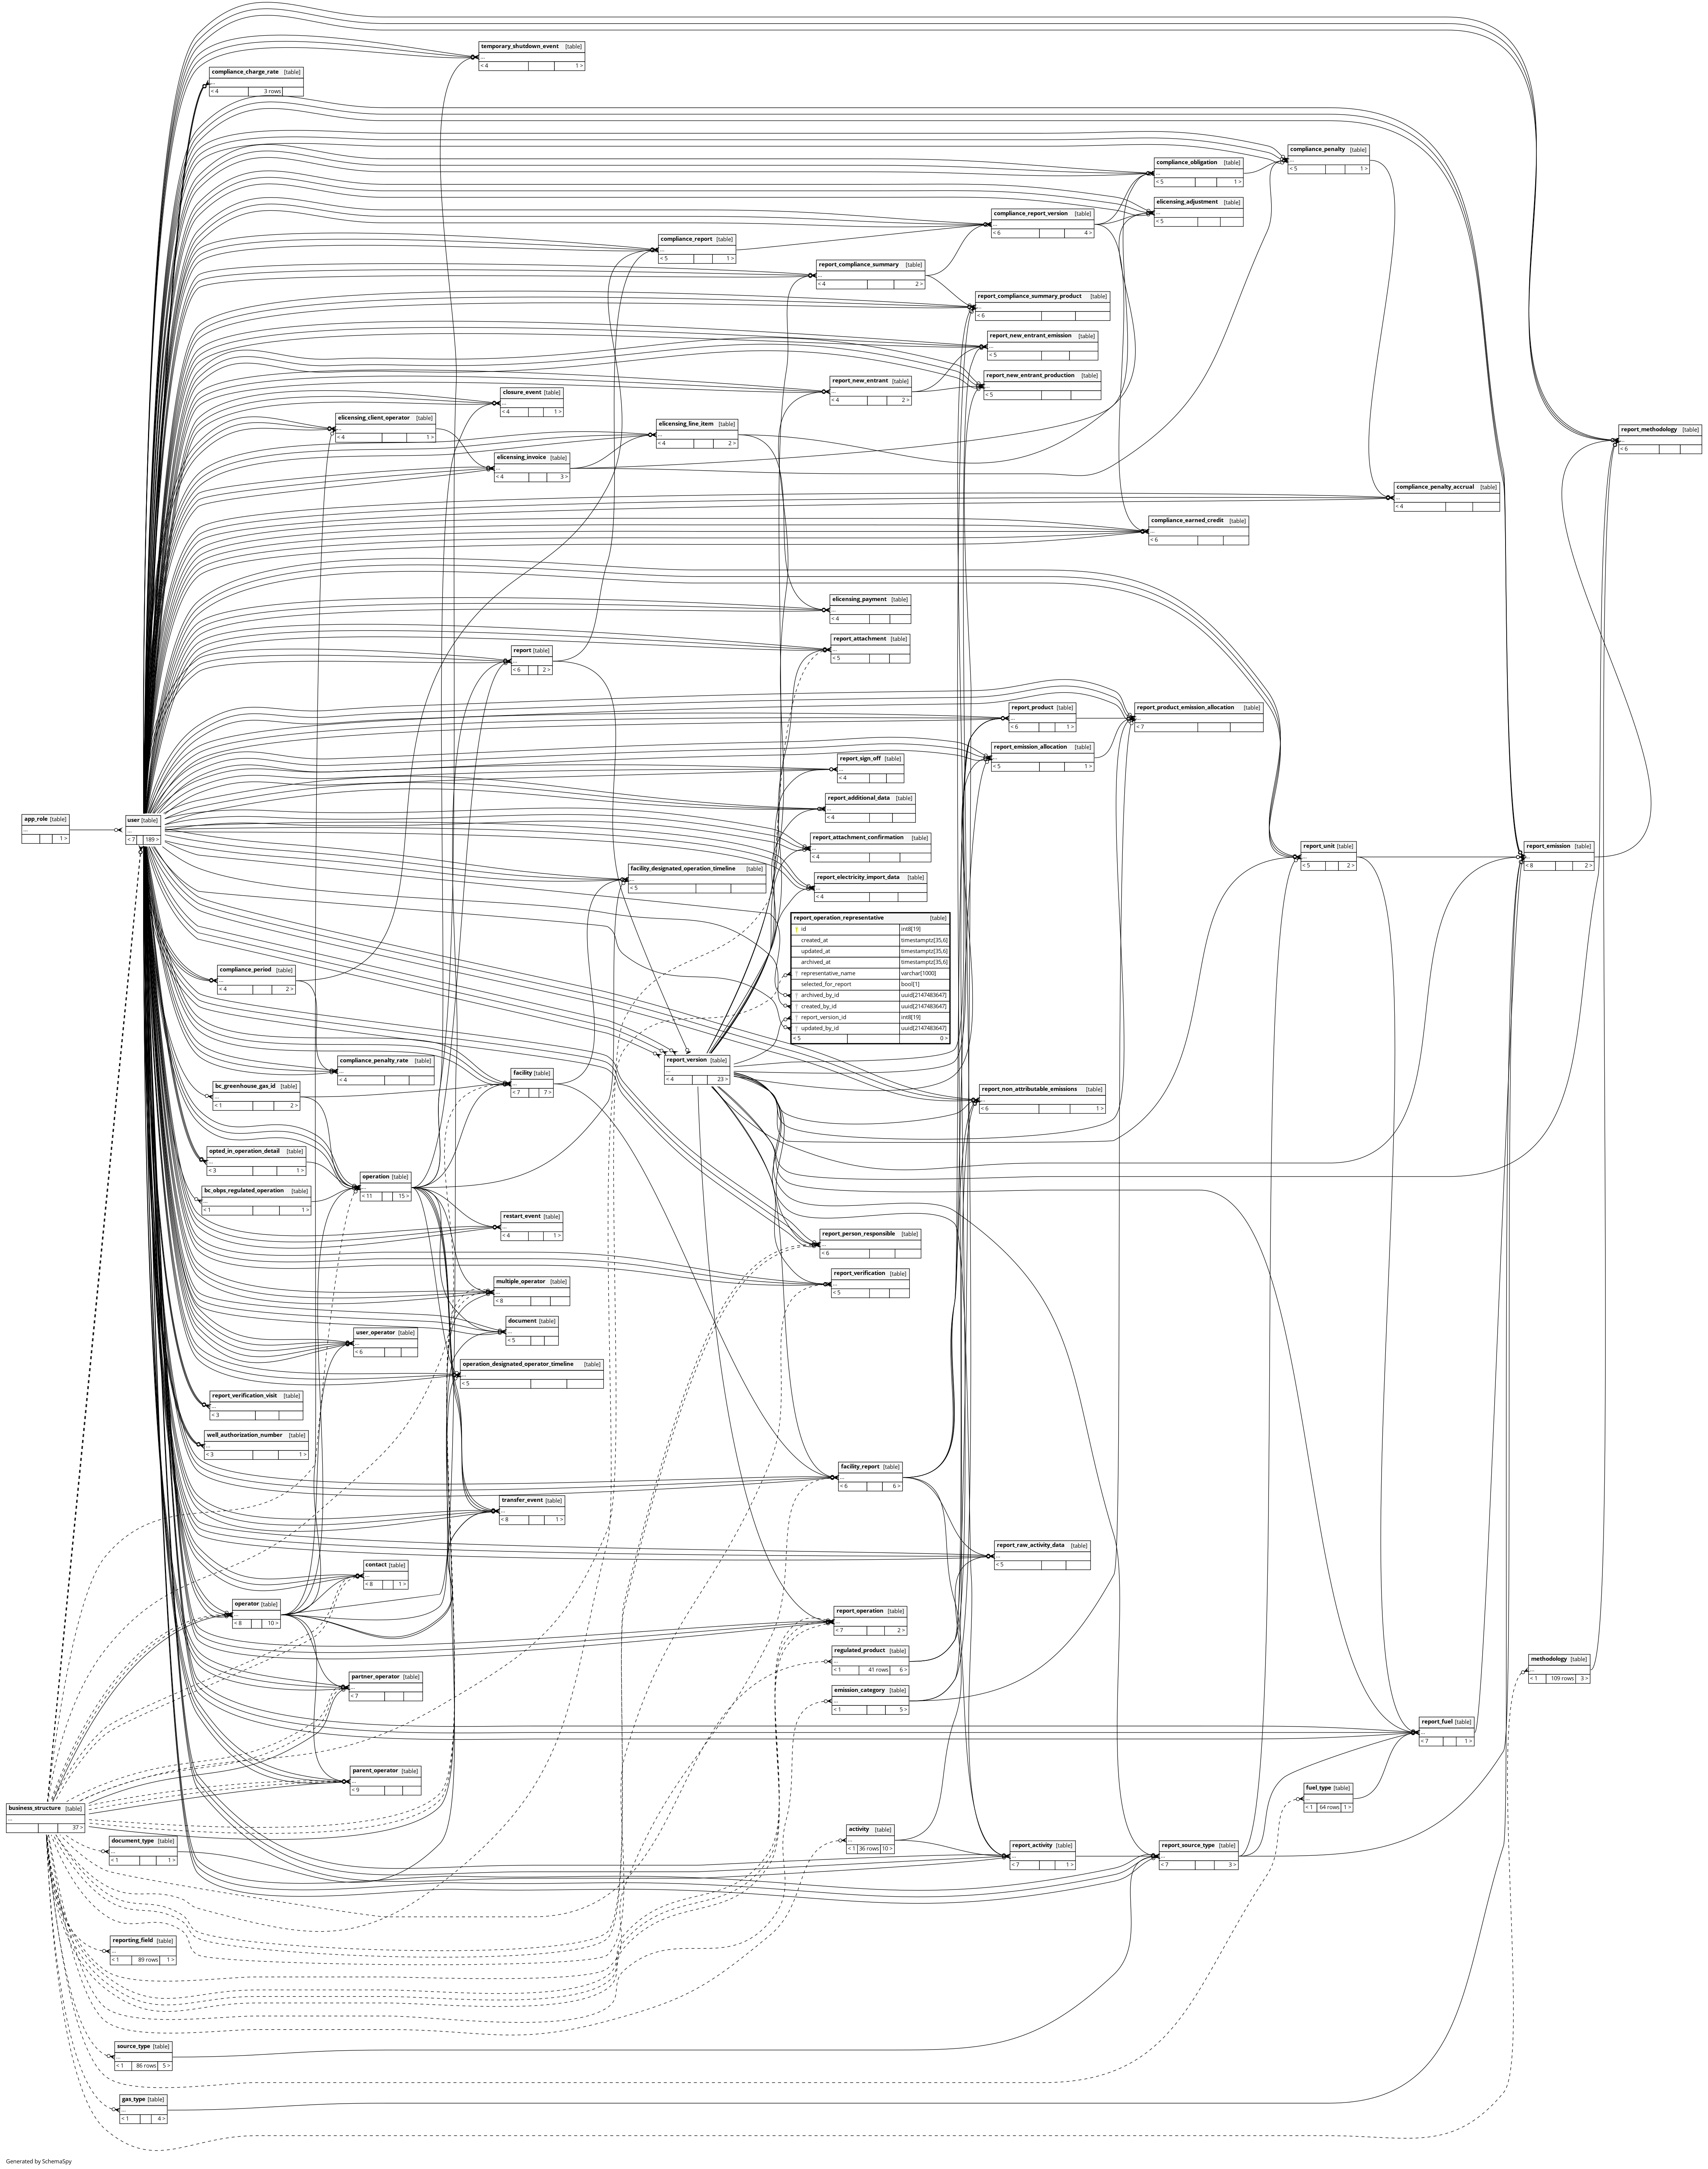 temporary_shutdown_event [table]
...
< 4 1 >
compliance_charge_rate [table]
...
< 4 3 rows
compliance_penalty [table]
...
< 5 1 >
compliance_obligation [table]
...
< 5 1 >
elicensing_adjustment [table]
...
< 5
compliance_report_version [table]
...
< 6 4 >
compliance_report [table]
...
< 5 1 >
report_compliance_summary [table]
...
< 4 2 >
report_compliance_summary_product [table]
...
< 6
report_new_entrant_emission [table]
...
< 5
report_new_entrant_production [table]
...
< 5
report_new_entrant [table]
...
< 4 2 >
closure_event [table]
...
< 4 1 >
elicensing_client_operator [table]
...
< 4 1 >
elicensing_line_item [table]
...
< 4 2 >
report_methodology [table]
...
< 6
elicensing_invoice [table]
...
< 4 3 >
compliance_penalty_accrual [table]
...
< 4
compliance_earned_credit [table]
...
< 6
elicensing_payment [table]
...
< 4
report_attachment [table]
...
< 5
report [table]
...
< 6 2 >
report_product [table]
...
< 6 1 >
report_product_emission_allocation [table]
...
< 7
report_emission_allocation [table]
...
< 5 1 >
report_sign_off [table]
...
< 4
report_additional_data [table]
...
< 4
app_role [table]
...
1 >
user [table]
...
< 7 189 >
report_attachment_confirmation [table]
...
< 4
report_unit [table]
...
< 5 2 >
report_emission [table]
...
< 8 2 >
facility_designated_operation_timeline [table]
...
< 5
report_electricity_import_data [table]
...
< 4
report_operation_representative [table]
id int8[19]
created_at timestamptz[35,6]
updated_at timestamptz[35,6]
archived_at timestamptz[35,6]
representative_name varchar[1000]
selected_for_report bool[1]
archived_by_id uuid[2147483647]
created_by_id uuid[2147483647]
report_version_id int8[19]
updated_by_id uuid[2147483647]
< 5 0 >
compliance_period [table]
...
< 4 2 >
report_version [table]
...
< 4 23 >
compliance_penalty_rate [table]
...
< 4
facility [table]
...
< 7 7 >
bc_greenhouse_gas_id [table]
...
< 1 2 >
report_non_attributable_emissions [table]
...
< 6 1 >
opted_in_operation_detail [table]
...
< 3 1 >
operation [table]
...
< 11 15 >
bc_obps_regulated_operation [table]
...
< 1 1 >
restart_event [table]
...
< 4 1 >
report_person_responsible [table]
...
< 6
report_verification [table]
...
< 5
multiple_operator [table]
...
< 8
document [table]
...
< 5
user_operator [table]
...
< 6
operation_designated_operator_timeline [table]
...
< 5
report_verification_visit [table]
...
< 3
well_authorization_number [table]
...
< 3 1 >
facility_report [table]
...
< 6 6 >
transfer_event [table]
...
< 8 1 >
report_raw_activity_data [table]
...
< 5
contact [table]
...
< 8 1 >
operator [table]
...
< 8 10 >
report_operation [table]
...
< 7 2 >
regulated_product [table]
...
< 1 41 rows 6 >
methodology [table]
...
< 1 109 rows 3 >
partner_operator [table]
...
< 7
emission_category [table]
...
< 1 5 >
report_fuel [table]
...
< 7 1 >
parent_operator [table]
...
< 9
fuel_type [table]
...
< 1 64 rows 1 >
business_structure [table]
...
37 >
document_type [table]
...
< 1 1 >
activity [table]
...
< 1 36 rows 10 >
report_activity [table]
...
< 7 1 >
report_source_type [table]
...
< 7 3 >
reporting_field [table]
...
< 1 89 rows 1 >
source_type [table]
...
< 1 86 rows 5 >
gas_type [table]
...
< 1 4 >
Generated by SchemaSpy